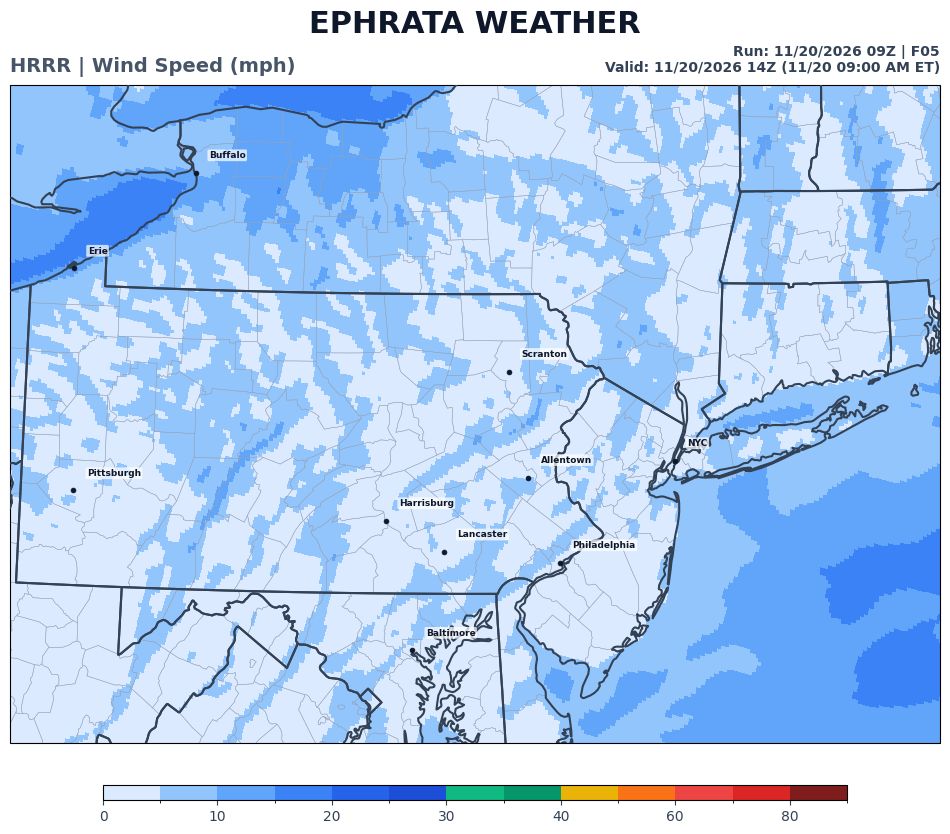 EPHRATA WEATHER
HRRR | Wind Speed (mph)
Run: 11/20/2026 09Z | F05
Valid: 11/20/2026 14Z (11/20 09:00 AM ET)
Buffalo
Erie
Scranton
NYC
Allentown
Pittsburgh
Harrisburg
Lancaster
Philadelphia
Baltimore
0 10 20 30 40 50 60 70 80